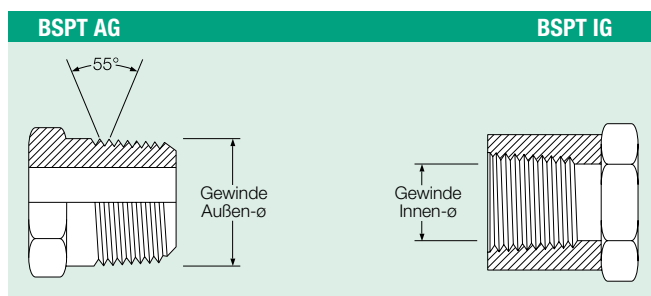 BSPT AG
BSPT IG
55°
Gewinde
Außen-ø
Gewinde
Innen-ø